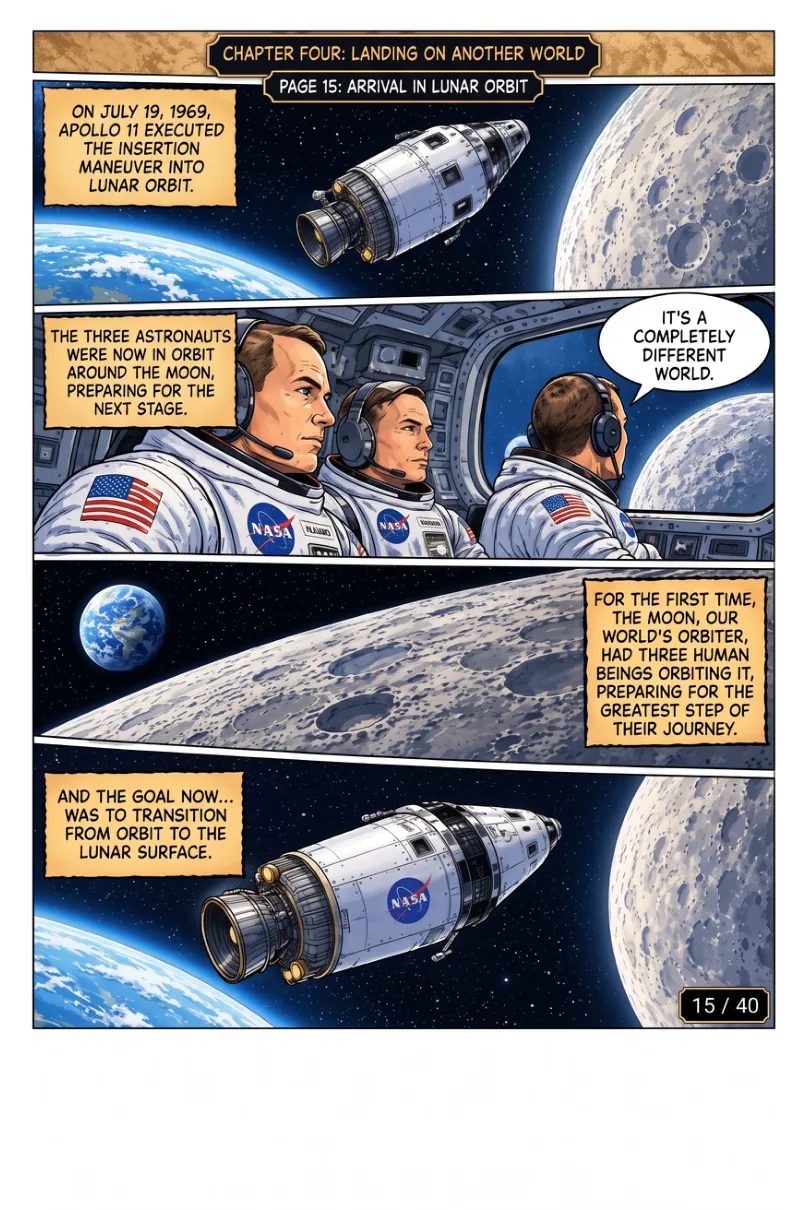 CHAPTER FOUR: LANDING ON ANOTHER WORLD
PAGE 15: ARRIVAL IN LUNAR ORBIT
ON JULY 19, 1969,
APOLLO 11 EXECUTED
THE INSERTION
MANEUVER INTO
LUNAR ORBIT.
THE THREE ASTRONAUTS
WERE NOW IN ORBIT
AROUND THE MOON,
PREPARING FOR THE
NEXT STAGE.
IT'S A
COMPLETELY
DIFFERENT
WORLD.
NASA
NASA
FOR THE FIRST TIME,
THE MOON, OUR
WORLD'S ORBITER,
HAD THREE HUMAN
BEINGS ORBITING IT,
PREPARING FOR THE
GREATEST STEP OF
THEIR JOURNEY.
AND THE GOAL NOW...
WAS TO TRANSITION
FROM ORBIT TO THE
LUNAR SURFACE.
NASA
15 / 40